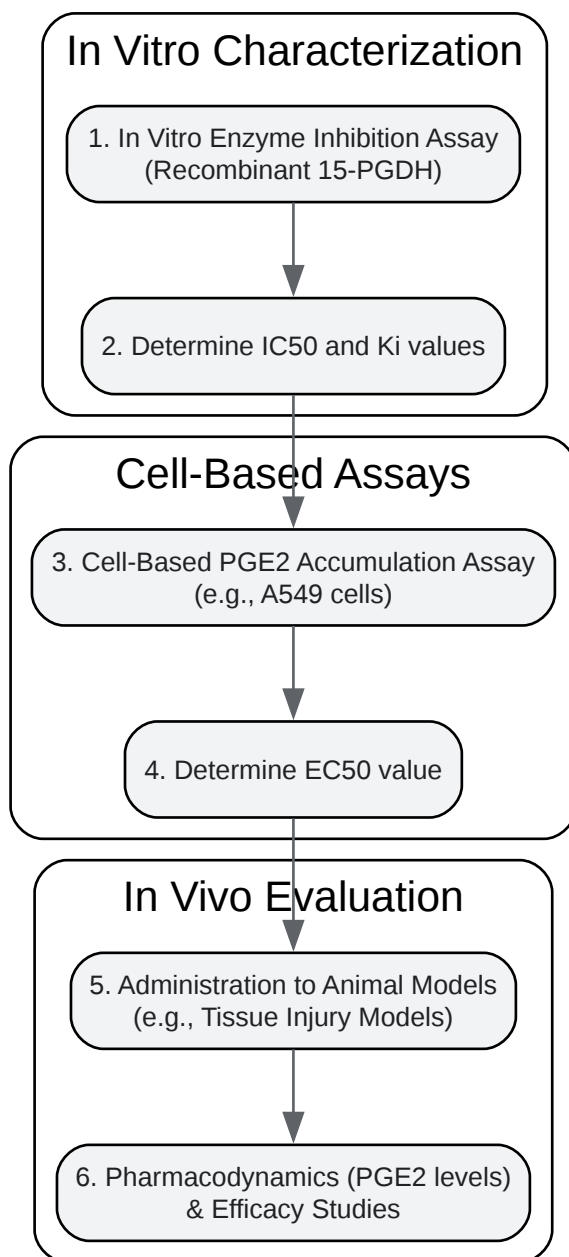 In Vitro Characterization
1. In Vitro Enzyme Inhibition Assay
(Recombinant 15-PGDH)
2. Determine IC50 and Ki values
Cell-Based Assays
3. Cell-Based PGE2 Accumulation Assay
(e.g., A549 cells)
4. Determine EC50 value
In Vivo Evaluation
5. Administration to Animal Models
(e.g., Tissue Injury Models)
6. Pharmacodynamics (PGE2 levels)
& Efficacy Studies